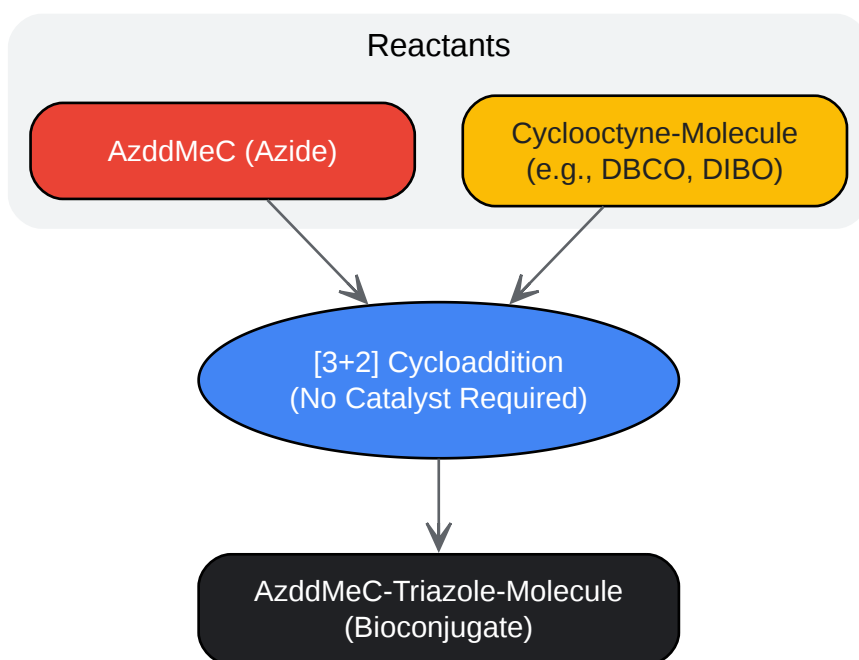 Reactants
AzddMeC (Azide)
Cyclooctyne-Molecule
(e.g., DBCO, DIBO)
[3+2] Cycloaddition
(No Catalyst Required)
AzddMeC-Triazole-Molecule
(Bioconjugate)